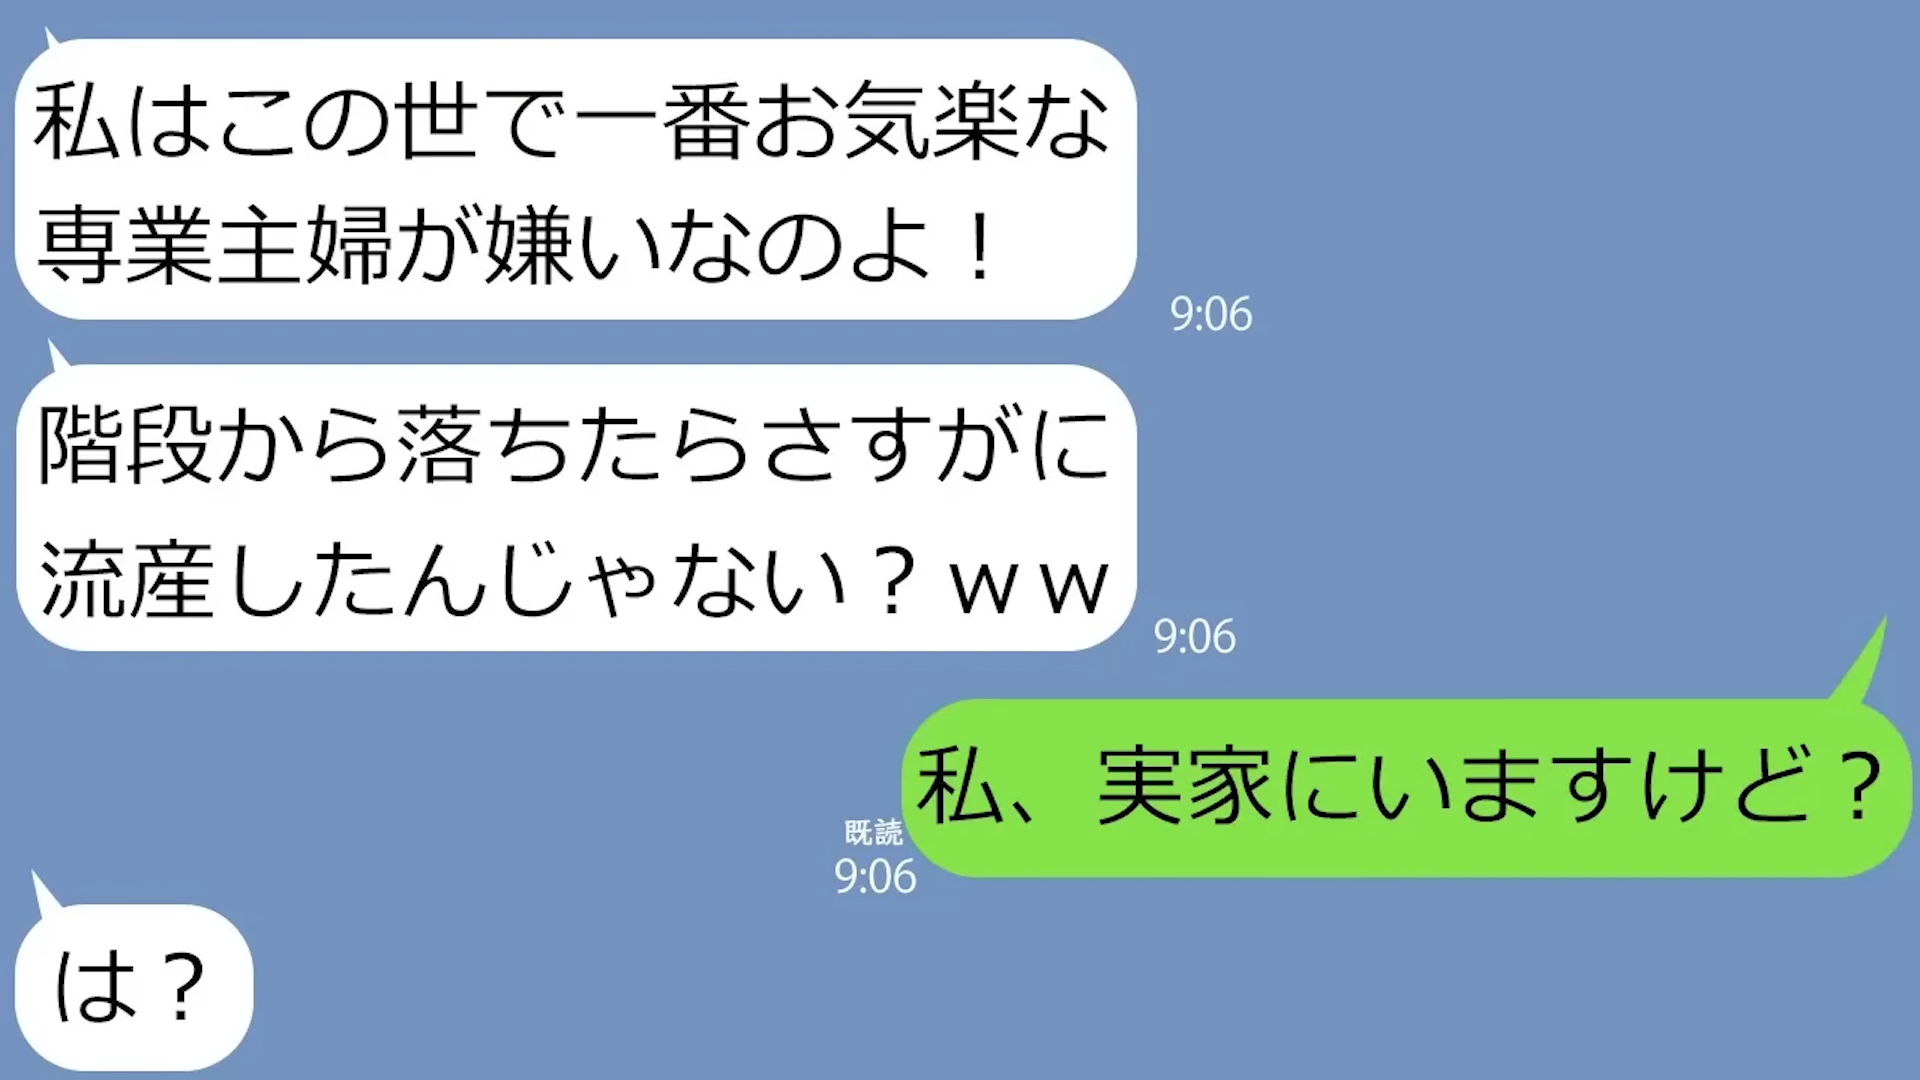 私はこの世で一番お気楽な
専業主婦が嫌いなのよ！
9:06
階段から落ちたらさすがに
流産したんじゃない？ｗｗ
9:06
私、実家にいますけど？
既読
9:06
は？